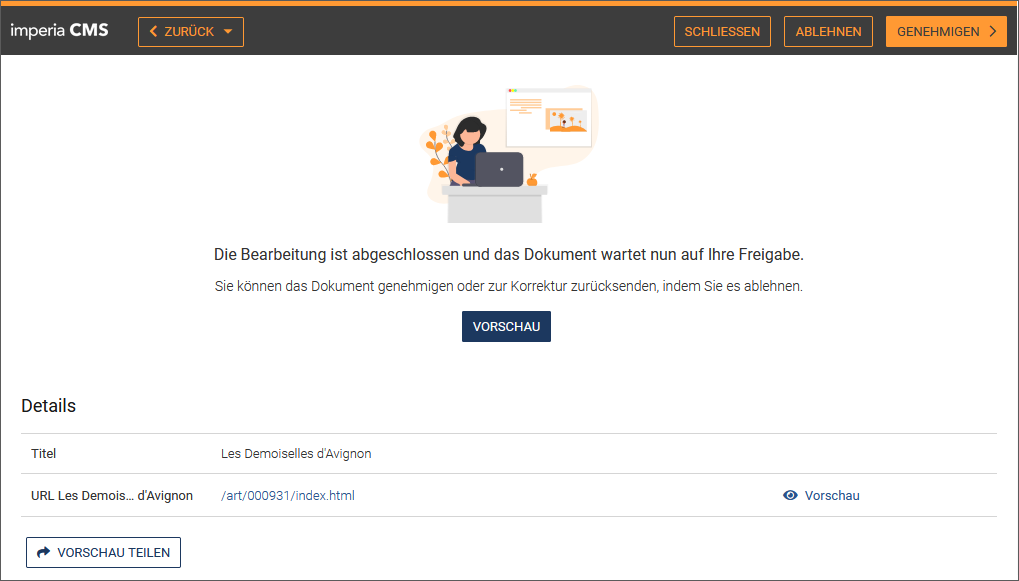 imperia CMS
ZURÜCK
SCHLIESSEN
ABLEHNEN
GENEHMIGEN
Die Bearbeitung ist abgeschlossen und das Dokument wartet nun auf Ihre Freigabe.
Sie können das Dokument genehmigen oder zur Korrektur zurücksenden, indem Sie es ablehnen.
VORSCHAU
Details
Titel Les Demoiselles d'Avignon
URL Les Demois... d'Avignon /art/000931/index.html Vorschau
VORSCHAU TEILEN